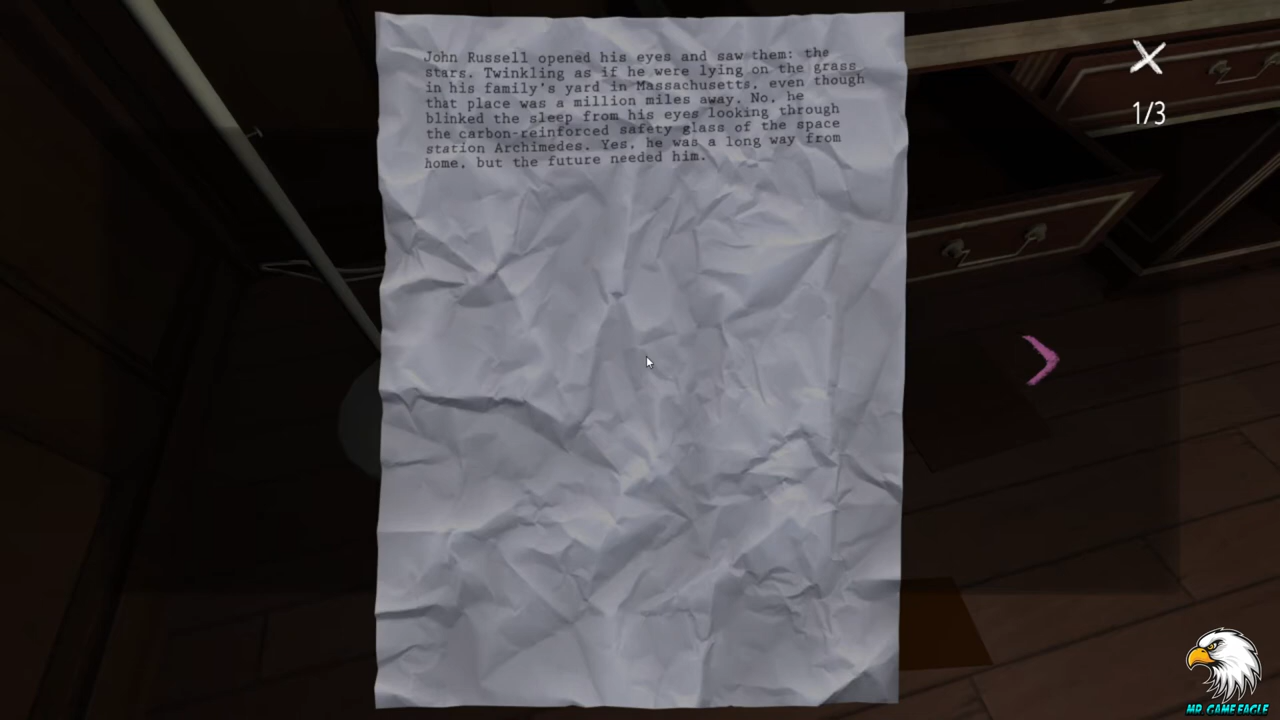 John Russell opened his eyes and saw them: the
stars. Twinkling as if he were lying on the grass
in his family's yard in Massachusetts, even though
that place was a million miles away. No, he
blinked the sleep from his eyes looking through
the carbon-reinforced safety glass of the space
station Archimedes. Yes, he was a long way from
home, but the future needed him.
1/3
MR GAME EAGLE